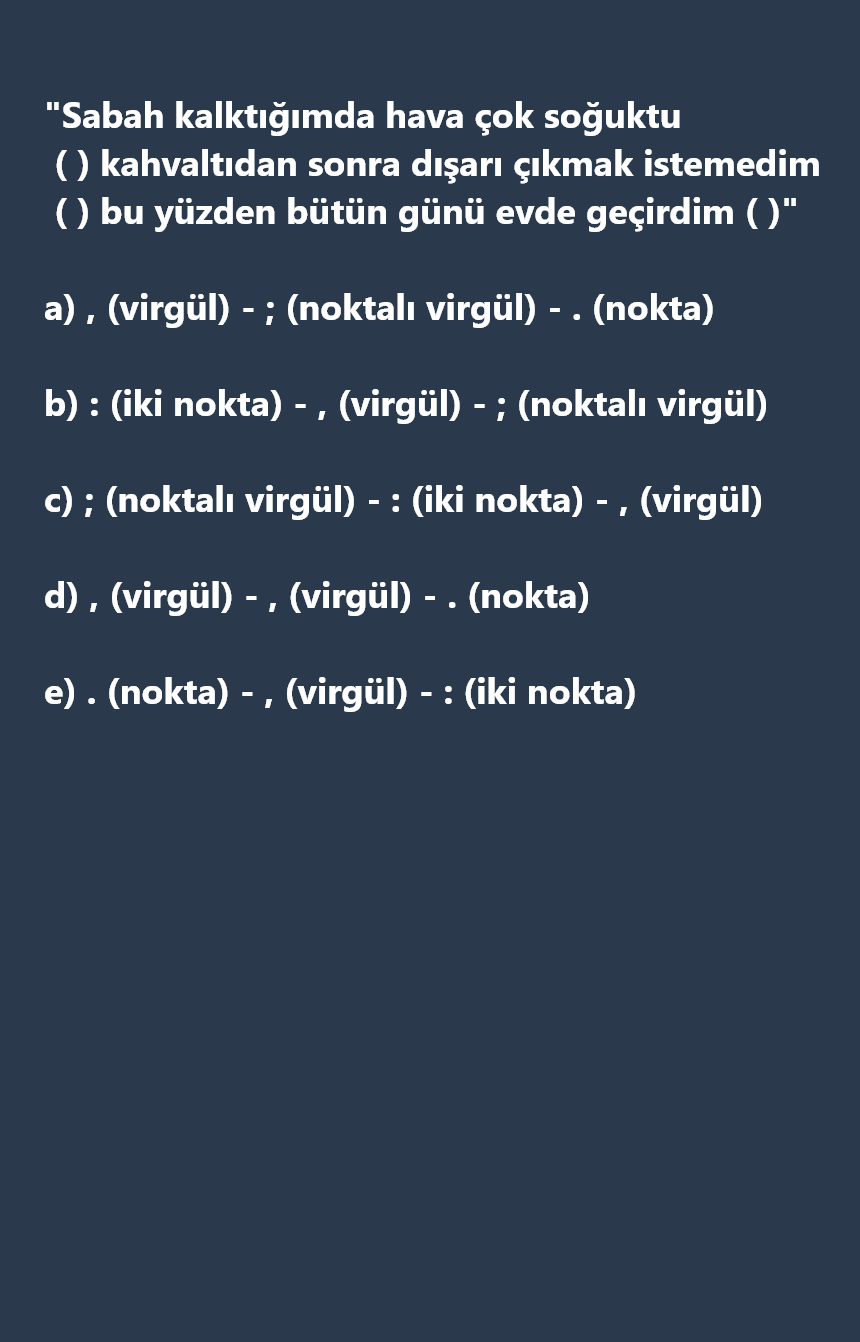 "Sabah kalktığımda hava çok soğuktu
( ) kahvaltıdan sonra dışarı çıkmak istemedim
( ) bu yüzden bütün günü evde geçirdim ( )"
a) , (virgül) - ; (noktalı virgül) - . (nokta)
b) : (iki nokta) - , (virgül) - ; (noktalı virgül)
c) ; (noktalı virgül) - : (iki nokta) - , (virgül)
d) , (virgül) - , (virgül) - . (nokta)
e) . (nokta) - , (virgül) - : (iki nokta)